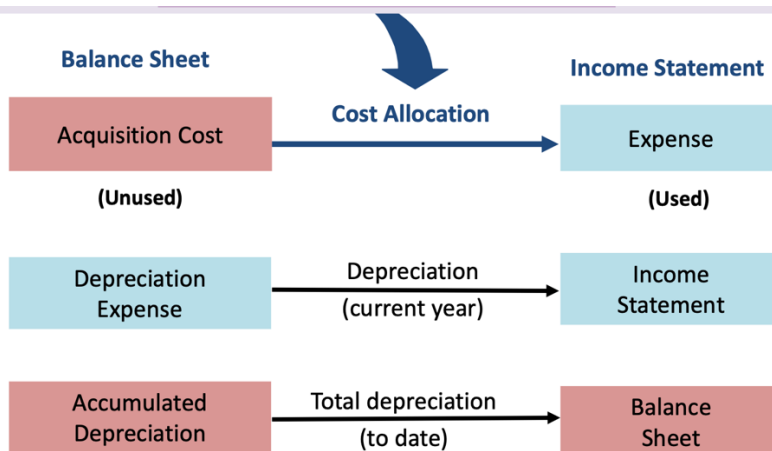 Balance Sheet
Income Statement
Cost Allocation
Acquisition Cost
Expense
(Unused)
(Used)
Depreciation
Expense
Depreciation
(current year)
Income
Statement
Accumulated
Depreciation
Total depreciation
(to date)
Balance
Sheet